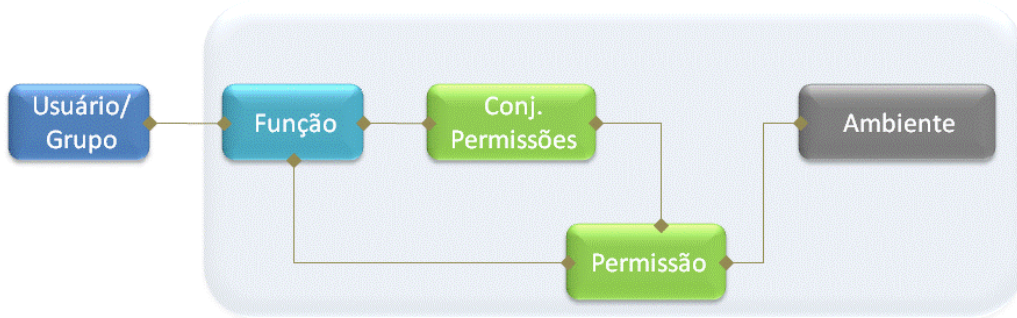 Usuário/
Grupo
Função
Conj.
Permissões
Ambiente
Permissão